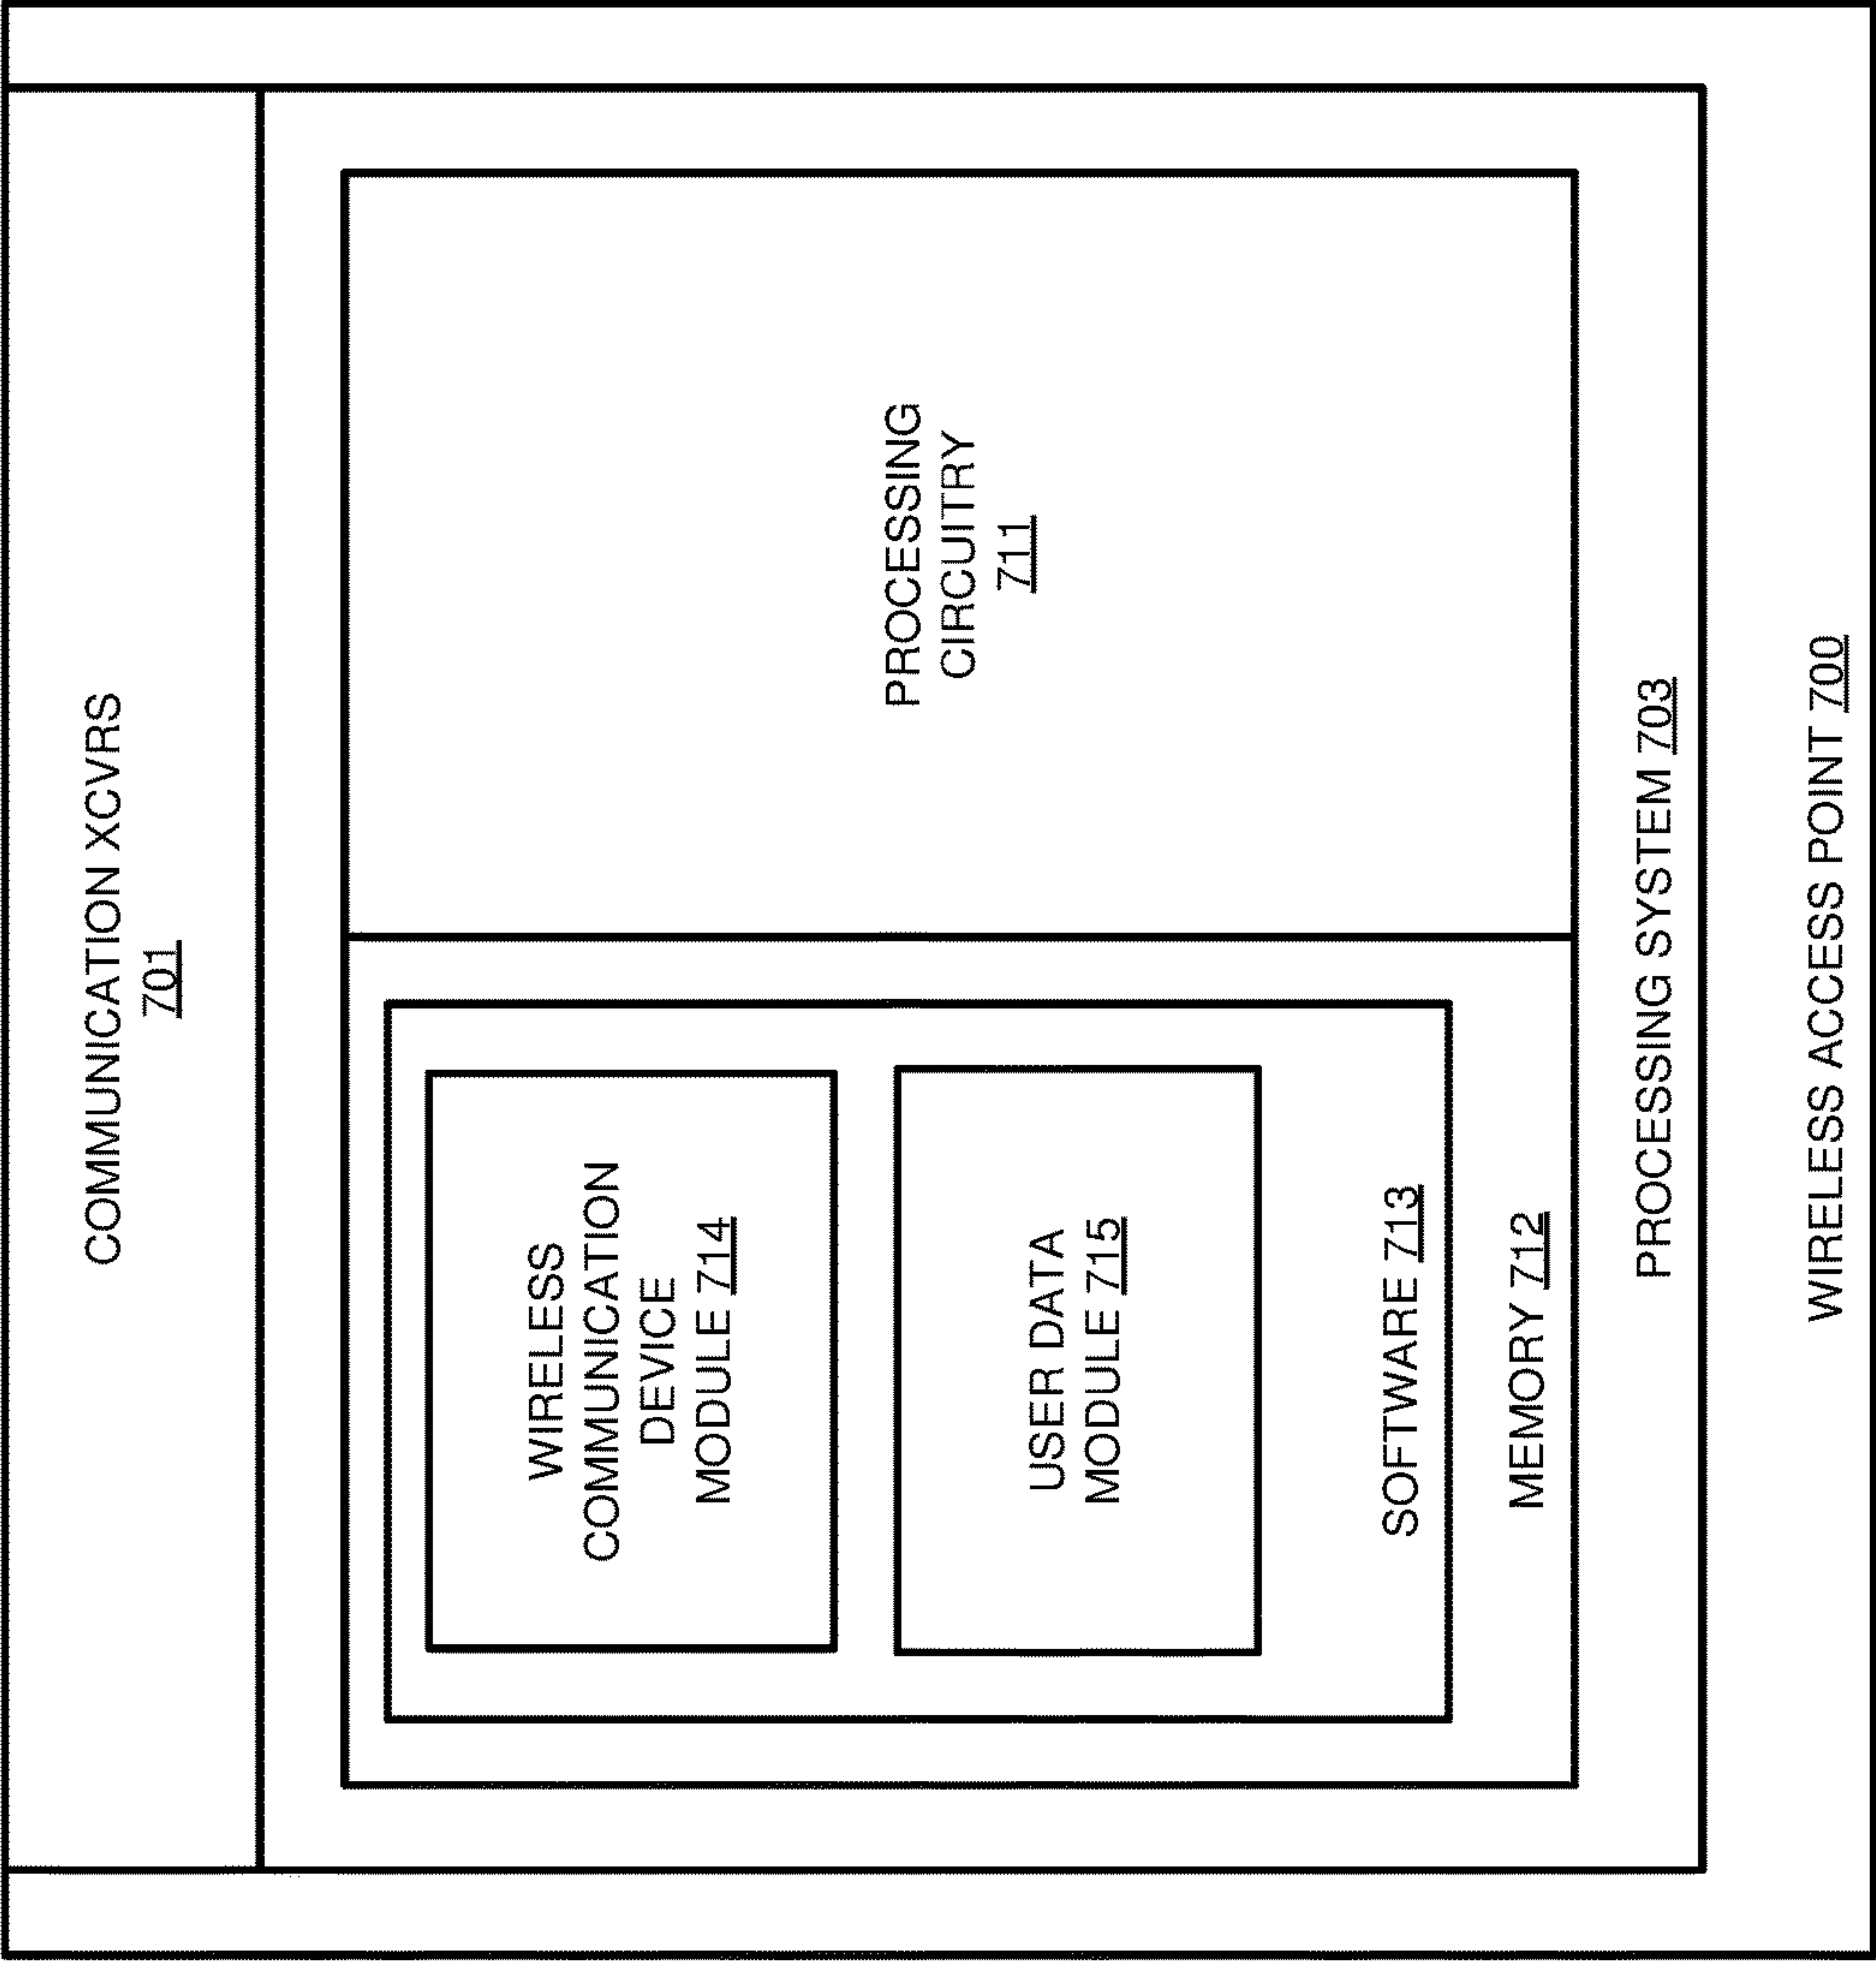 COMMUNICATION XCVRS
701
WIRELESS
COMMUNICATION
DEVICE
MODULE 714
USER DATA
MODULE 715
SOFTWARE 713
MEMORY 712
PROCESSING
CIRCUITRY
711
PROCESSING SYSTEM 703
WIRELESS ACCESS POINT 700